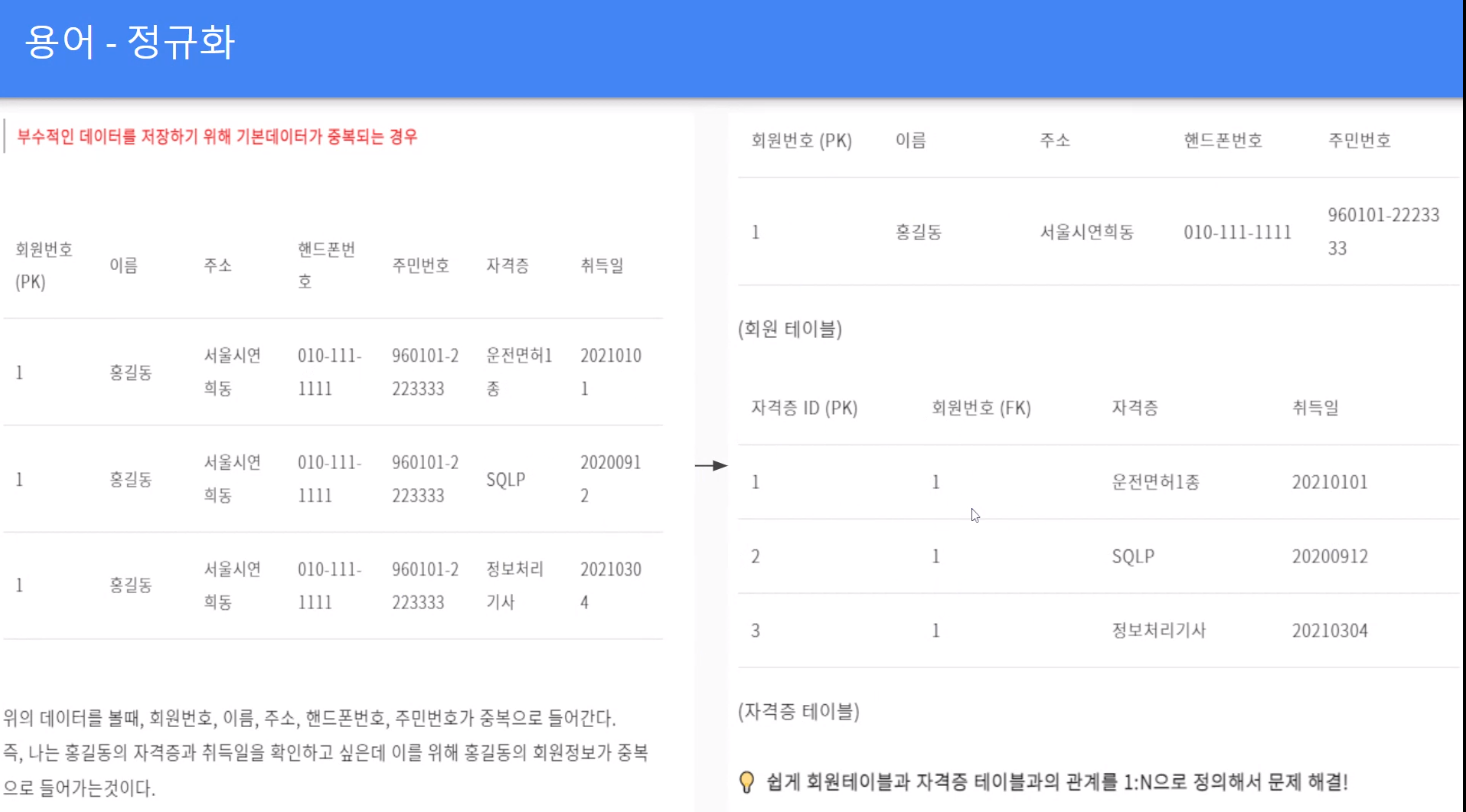 용어 - 정규화
부수적인 데이터를 저장하기 위해 기본데이터가 중복되는 경우
회원번호 (PK) 이름 주소 핸드폰번호 주민번호 자격증 취득일
1 홍길동 서울시연희동 010-111-1111 960101-2223333 운전면허1종 20210101
1 홍길동 서울시연희동 010-111-1111 960101-2223333 SQLP 20200912
1 홍길동 서울시연희동 010-111-1111 960101-2223333 정보처리기사 20210304
위의 데이터를 볼때, 회원번호, 이름, 주소, 핸드폰번호, 주민번호가 중복으로 들어간다.
즉, 나는 홍길동의 자격증과 취득일을 확인하고 싶은데 이를 위해 홍길동의 회원정보가 중복
으로 들어가는것이다.
회원번호 (PK) 이름 주소 핸드폰번호 주민번호
1 홍길동 서울시연희동 010-111-1111 960101-2223333
(회원 테이블)
자격증 ID (PK) 회원번호 (FK) 자격증 취득일
1 1 운전면허1종 20210101
2 1 SQLP 20200912
3 1 정보처리기사 20210304
(자격증 테이블)
💡 쉽게 회원테이블과 자격증 테이블과의 관계를 1:N으로 정의해서 문제 해결!